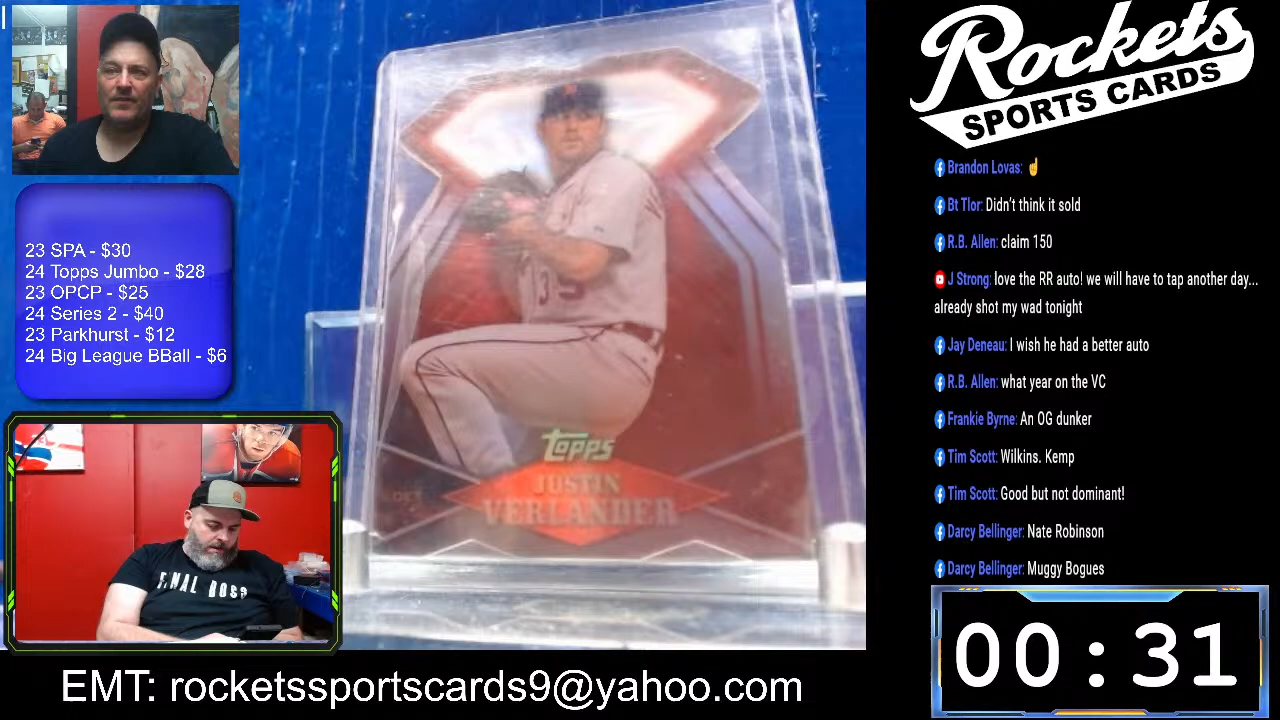 Rockets
SPORTS CARDS
23 SPA - $30
24 Topps Jumbo - $28
23 OPCP - $25
24 Series 2 - $40
23 Parkhurst - $12
24 Big League BBall - $6
35
topps
JUSTIN
VERLANDER
FINAL BOSS
Brandon Lovas: ☝
Bt Tlor: Didn't think it sold
R.B. Allen: claim 150
J Strong: love the RR auto! we will have to tap another day...
already shot my wad tonight
Jay Deneau: I wish he had a better auto
R.B. Allen: what year on the VC
Frankie Byrne: An OG dunker
Tim Scott: Wilkins. Kemp
Tim Scott: Good but not dominant!
Darcy Bellinger: Nate Robinson
Darcy Bellinger: Muggy Bogues
00:31
EMT: rocketssportscards9@yahoo.com